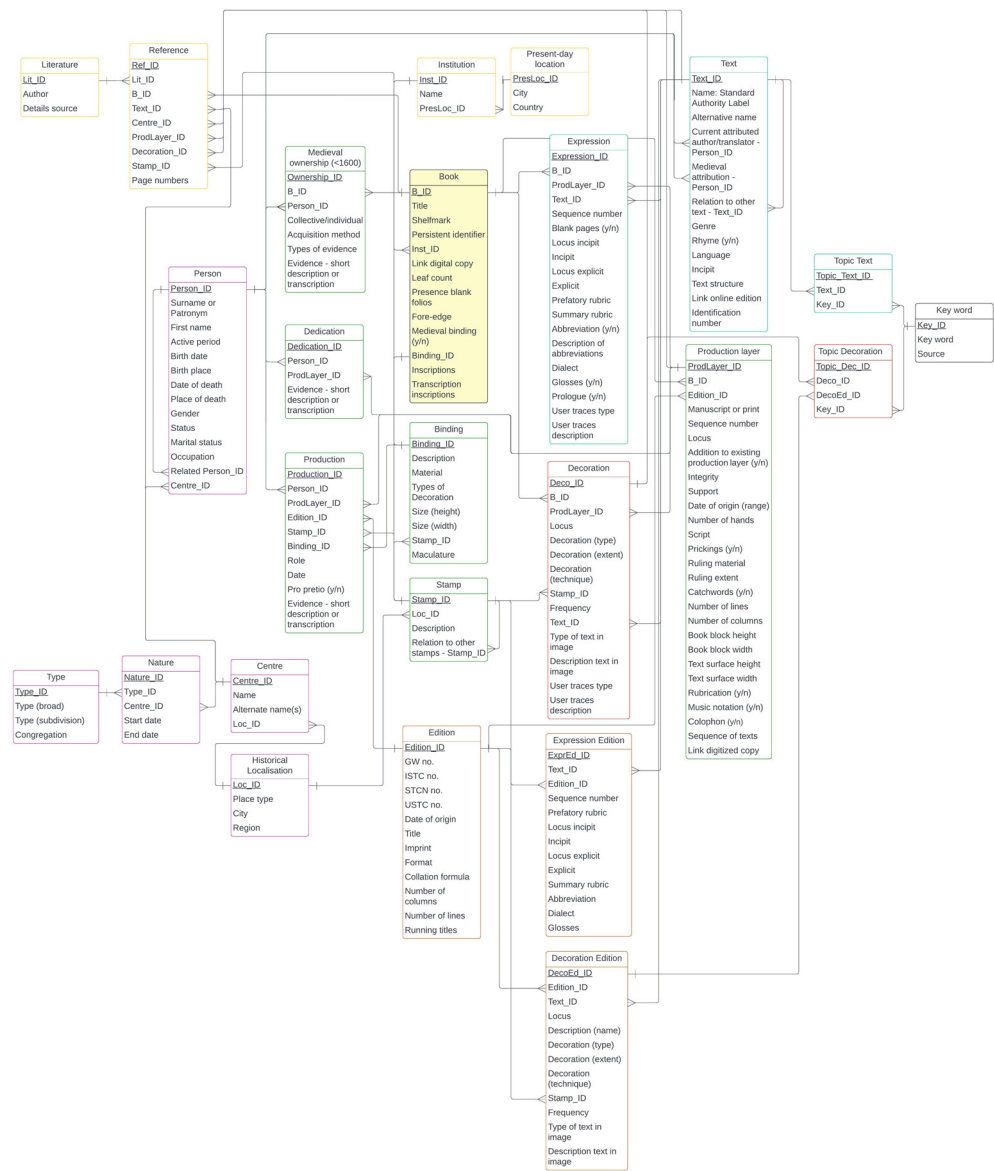 Literature
Lit_ID
Author
Details source
Reference
Ref_ID
Lit_ID
B_ID
Text_ID
Centre_ID
ProdLayer_ID
Decoration_ID
Stamp_ID
Page numbers
Institution
Inst_ID
Name
PresLoc_ID
Present-day
location
PresLoc_ID
City
Country
Text
Text_ID
Name: Standard
Authority Label
Alternative name
Current attributed
author/translator -
Person_ID
Medieval
attribution -
Person_ID
Relation to other
text - Text_ID
Genre
Rhyme (y/n)
Language
Incipit
Text structure
Link online edition
Identification
number
Medieval
ownership (<1600)
Ownership_ID
B_ID
Person_ID
Collective/individual
Acquisition method
Types of evidence
Evidence - short
description or
transcription
Book
B_ID
Title
Shelfmark
Persistent identifier
Inst_ID
Link digital copy
Leaf count
Presence blank
folios
Fore-edge
Medieval binding
(y/n)
Binding_ID
Inscriptions
Transcription
inscriptions
Expression
Expression_ID
B_ID
ProdLayer_ID
Text_ID
Sequence number
Blank pages (y/n)
Locus incipit
Incipit
Locus explicit
Explicit
Prefatory rubric
Summary rubric
Abbreviation (y/n)
Description of
abbreviations
Dialect
Glosses (y/n)
Prologue (y/n)
User traces type
User traces
description
Topic Text
Topic_Text_ID
Text_ID
Key_ID
Key word
Key_ID
Key word
Source
Person
Person_ID
Surname or
Patronym
First name
Active period
Birth date
Birth place
Date of death
Place of death
Gender
Status
Marital status
Occupation
Related Person_ID
Centre_ID
Dedication
Dedication_ID
Person_ID
ProdLayer_ID
Evidence - short
description or
transcription
Production layer
ProdLayer_ID
B_ID
Edition_ID
Manuscript or print
Sequence number
Locus
Addition to existing
production layer (y/n)
Integrity
Support
Date of origin (range)
Number of hands
Script
Prickings (y/n)
Ruling material
Ruling extent
Catchwords (y/n)
Number of lines
Number of columns
Book block height
Book block width
Text surface height
Text surface width
Rubrication (y/n)
Music notation (y/n)
Colophon (y/n)
Sequence of texts
Link digitized copy
Topic Decoration
Topic_Dec_ID
Deco_ID
DecoEd_ID
Key_ID
Production
Production_ID
Person_ID
ProdLayer_ID
Edition_ID
Stamp_ID
Binding_ID
Role
Date
Pro pretio (y/n)
Evidence - short
description or
transcription
Binding
Binding_ID
Description
Material
Types of
Decoration
Size (height)
Size (width)
Stamp_ID
Maculature
Decoration
Deco_ID
B_ID
ProdLayer_ID
Locus
Decoration (type)
Decoration (extent)
Decoration
(technique)
Stamp_ID
Frequency
Text_ID
Type of text in
image
Description text in
image
User traces type
User traces
description
Stamp
Stamp_ID
Loc_ID
Description
Relation to other
stamps - Stamp_ID
Type
Type_ID
Type (broad)
Type (subdivision)
Congregation
Nature
Nature_ID
Type_ID
Centre_ID
Start date
End date
Centre
Centre_ID
Name
Alternate name(s)
Loc_ID
Historical
Localisation
Loc_ID
Place type
City
Region
Edition
Edition_ID
GW no.
ISTC no.
STCN no.
USTC no.
Date of origin
Title
Imprint
Format
Collation formula
Number of
columns
Number of lines
Running titles
Expression Edition
ExprEd_ID
Text_ID
Edition_ID
Sequence number
Prefatory rubric
Locus incipit
Incipit
Locus explicit
Explicit
Summary rubric
Abbreviation
Dialect
Glosses
Decoration Edition
DecoEd_ID
Edition_ID
Text_ID
Locus
Description (name)
Decoration (type)
Decoration (extent)
Decoration
(technique)
Stamp_ID
Frequency
Type of text in
image
Description text in
image